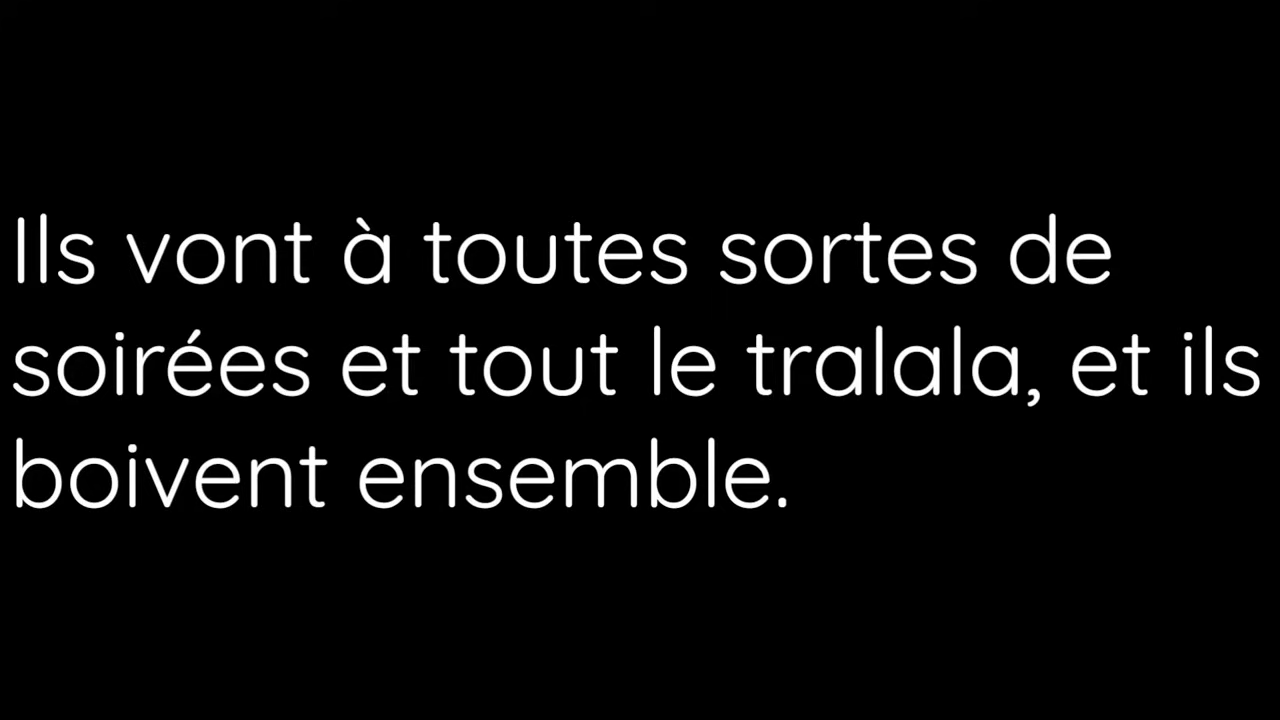 Ils vont à toutes sortes de
soirées et tout le tralala, et ils
boivent ensemble.